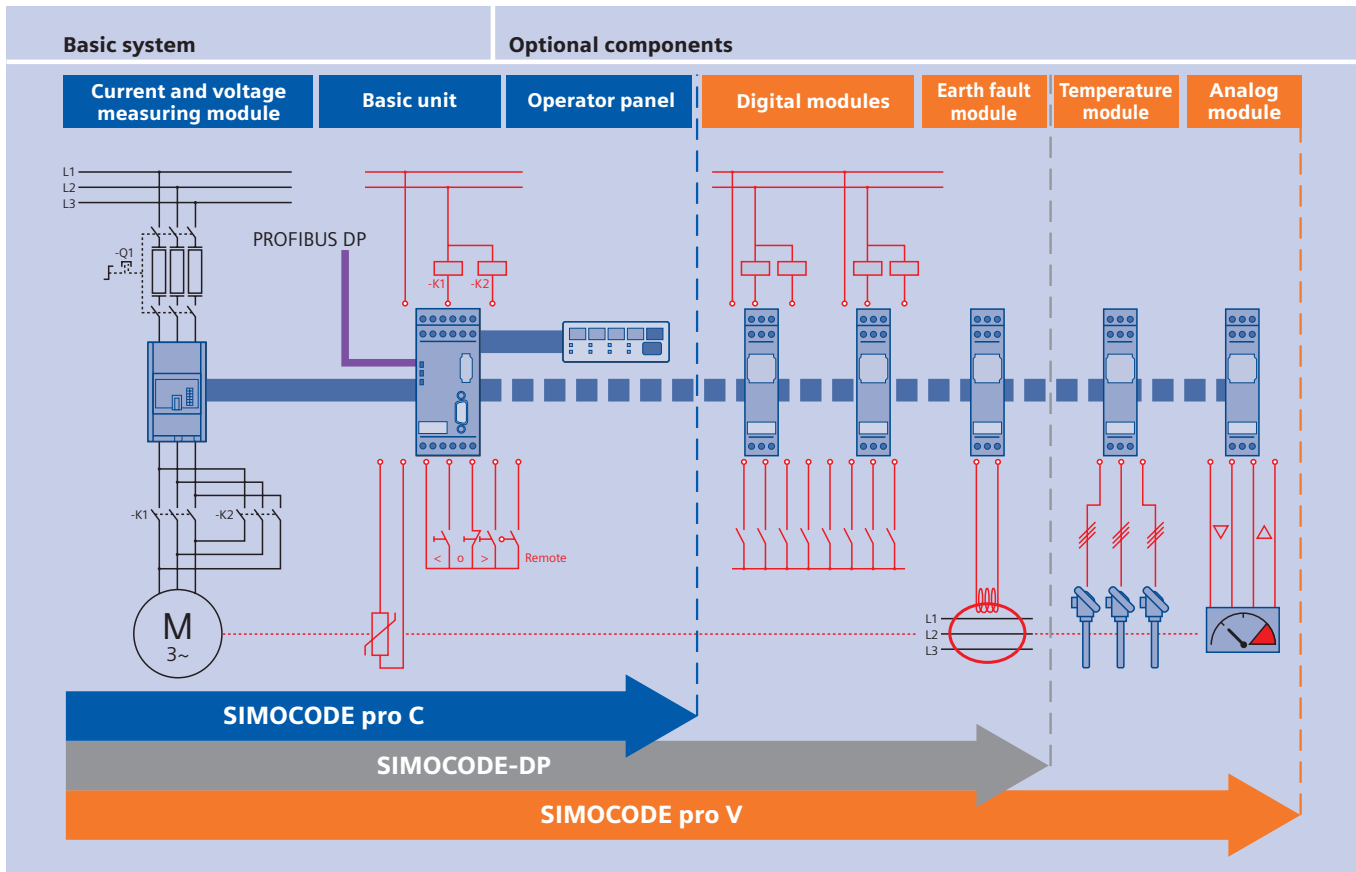 Basic system
Optional components
Current and voltage
measuring module
Basic unit
Operator panel
Digital modules
Earth fault
module
Temperature
module
Analog
module
L1
L2
L3
-Q1
PROFIBUS DP
-K1
-K2
-K1
-K2
< o >
Remote
M
3~
L1
L2
L3
SIMOCODE pro C
SIMOCODE-DP
SIMOCODE pro V